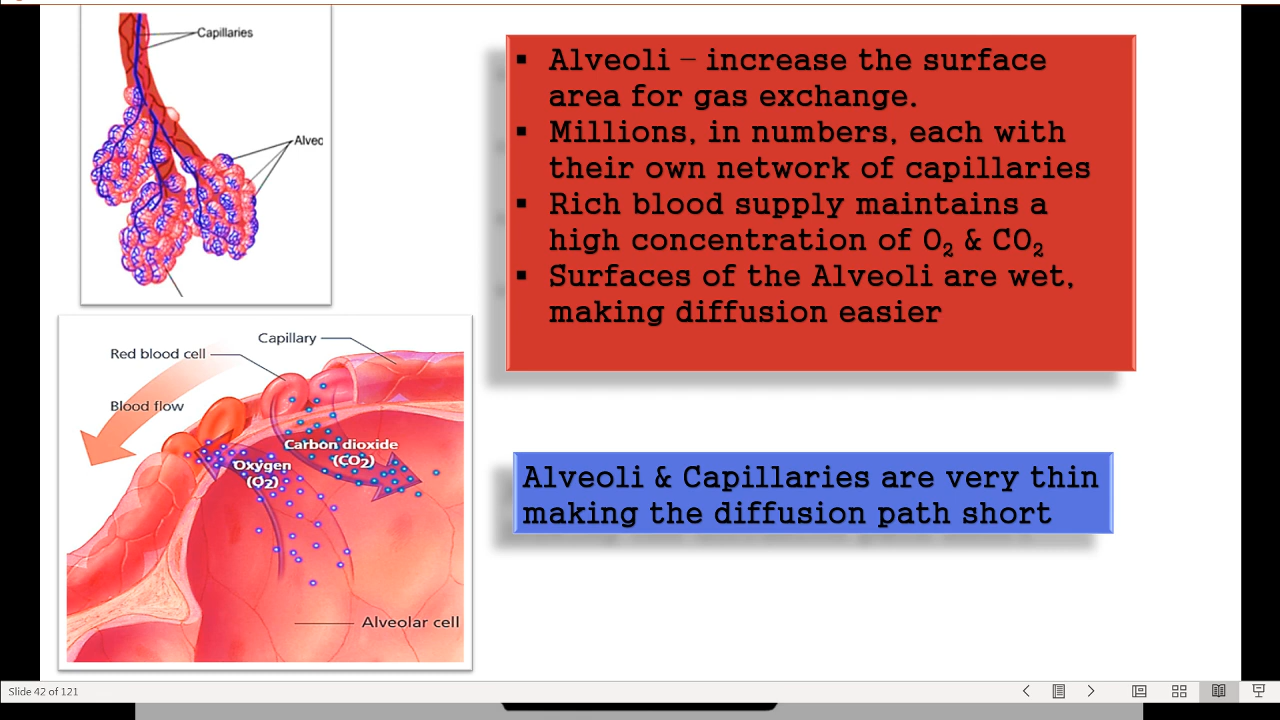 Capillaries
Alvec
Capillary
Red blood cell
Blood flow
Carbon dioxide
(CO₂)
Oxygen
(O₂)
Alveolar cell
▪ Alveoli – increase the surface
area for gas exchange.
▪ Millions, in numbers, each with
their own network of capillaries
▪ Rich blood supply maintains a
high concentration of O₂ & CO₂
▪ Surfaces of the Alveoli are wet,
making diffusion easier
Alveoli & Capillaries are very thin
making the diffusion path short
Slide 42 of 121